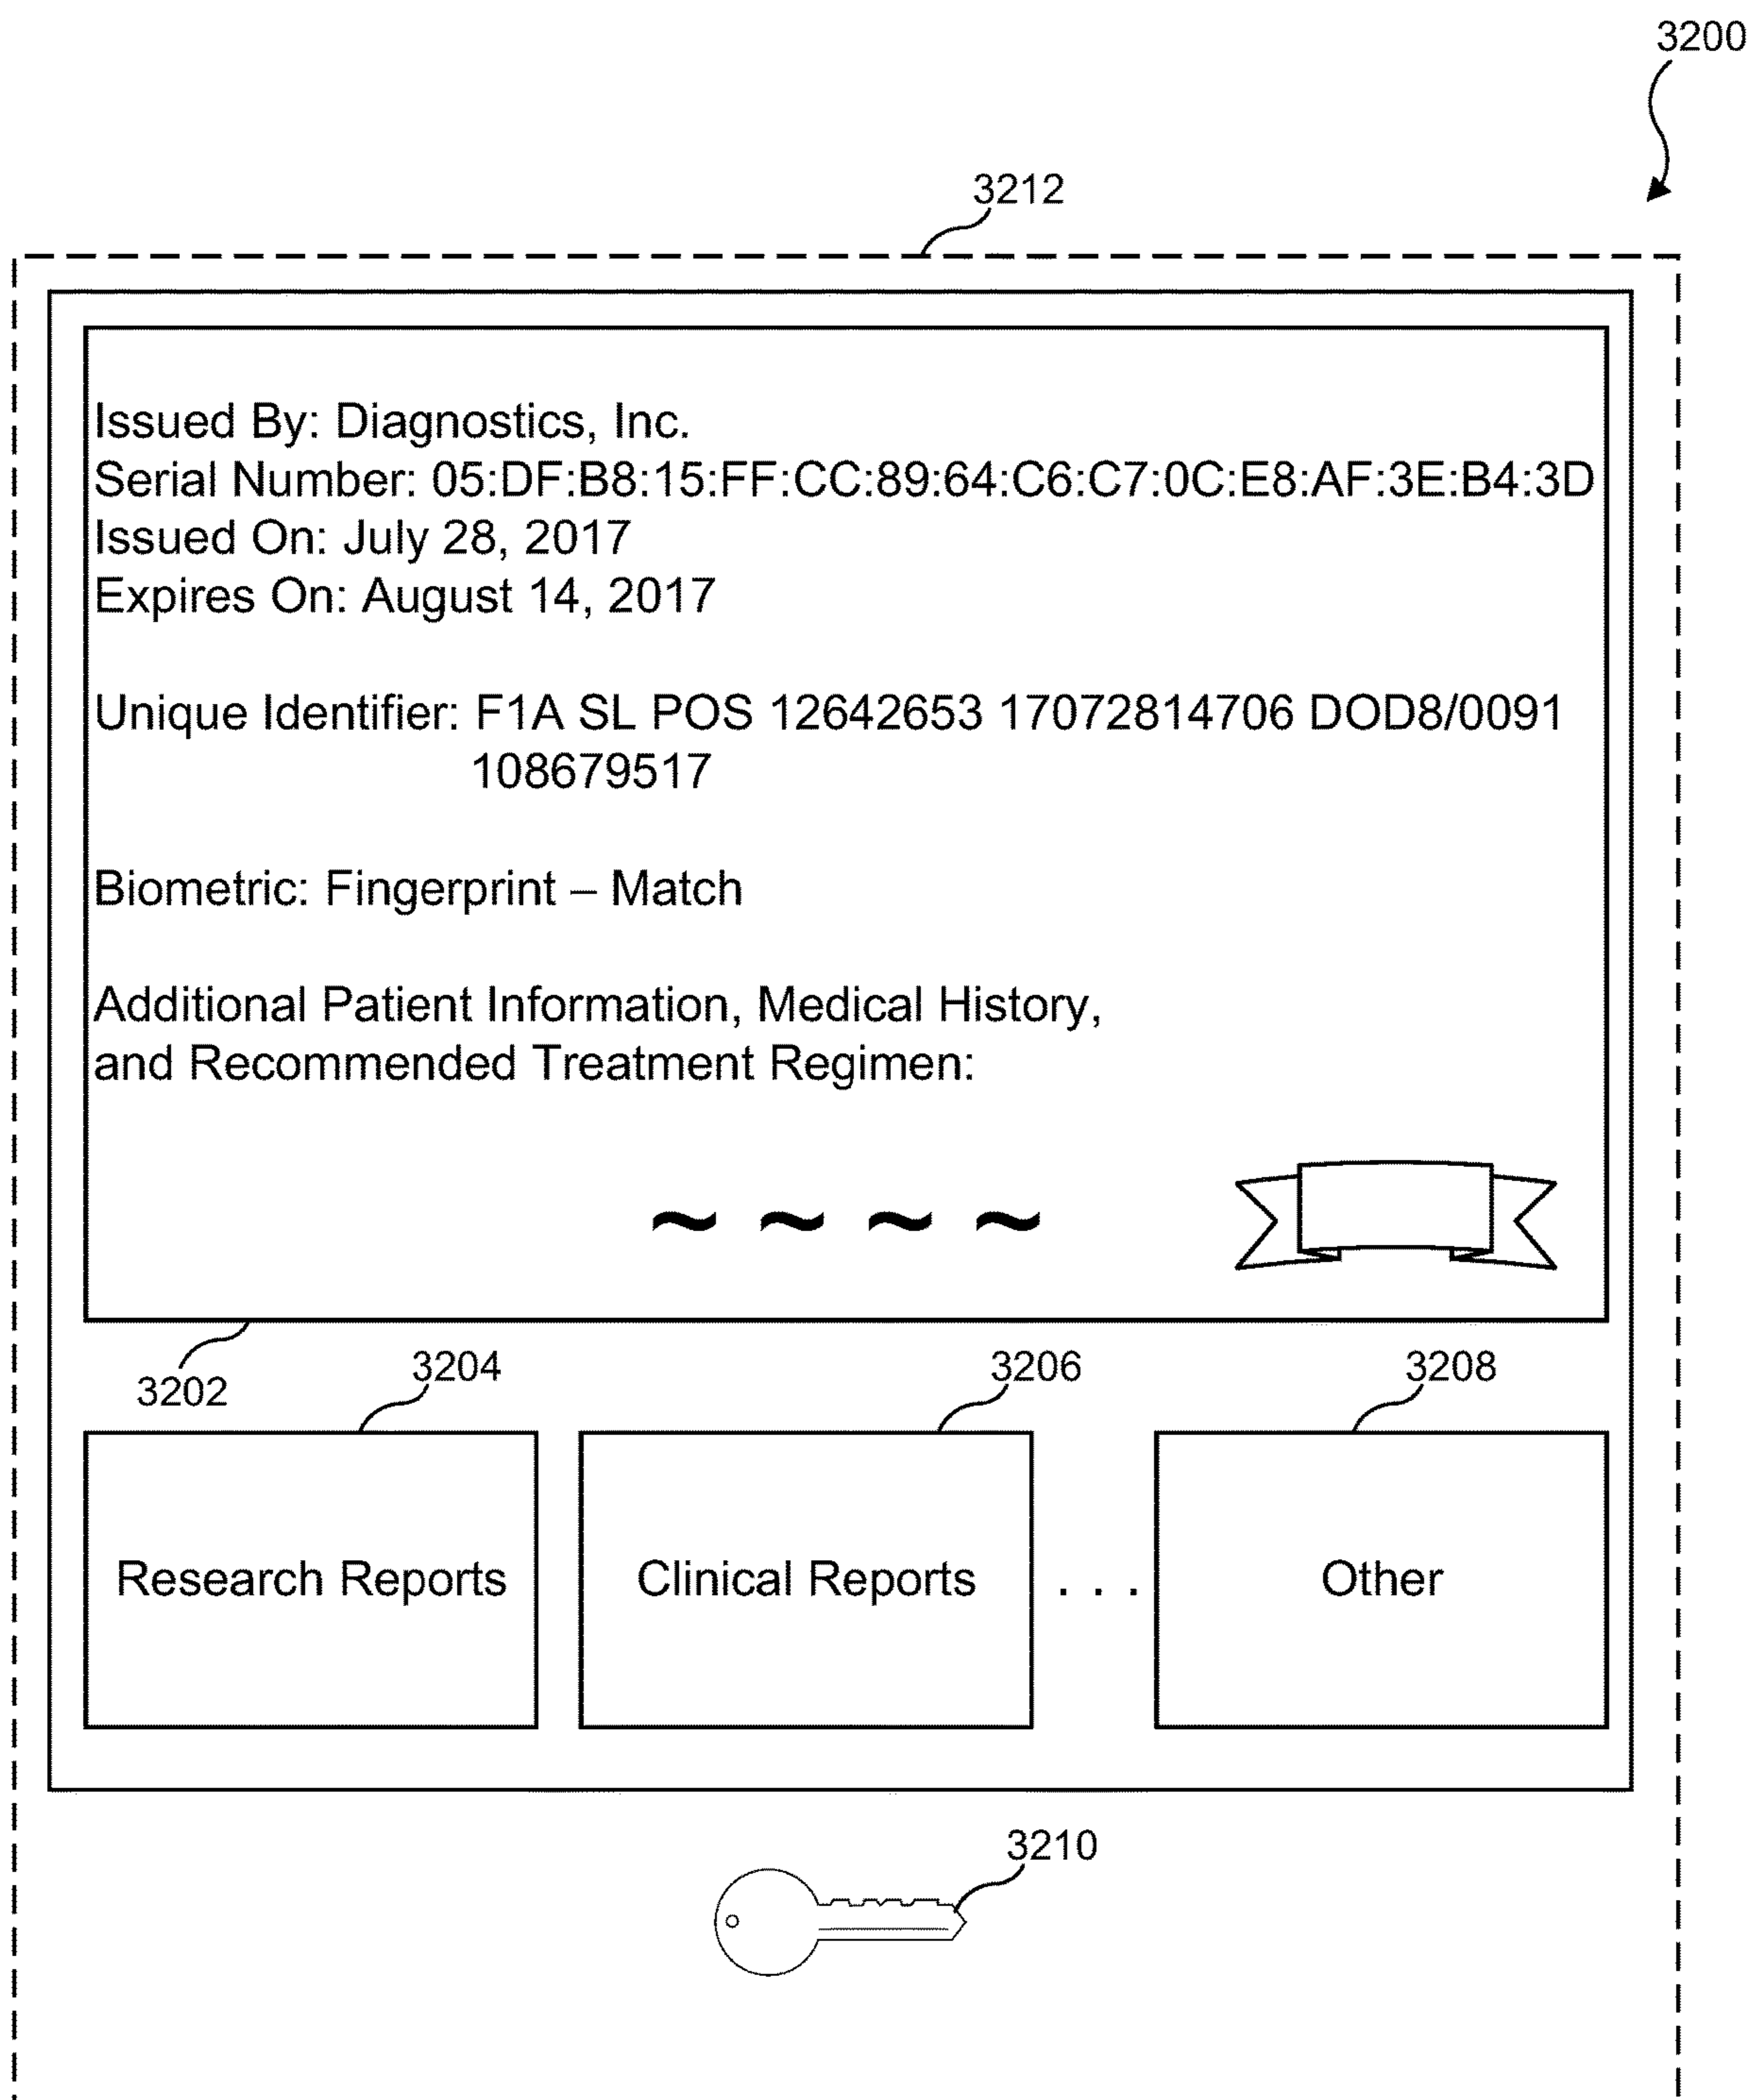 3200
3212
Issued By: Diagnostics, Inc.
Serial Number: 05:DF:B8:15:FF:CC:89:64:C6:C7:0C:E8:AF:3E:B4:3D
Issued On: July 28, 2017
Expires On: August 14, 2017
Unique Identifier: F1A SL POS 12642653 17072814706 DOD8/0091
108679517
Biometric: Fingerprint – Match
Additional Patient Information, Medical History,
and Recommended Treatment Regimen:
~ ~ ~ ~
3202
3204
3206
3208
Research Reports
Clinical Reports
. . .
Other
3210